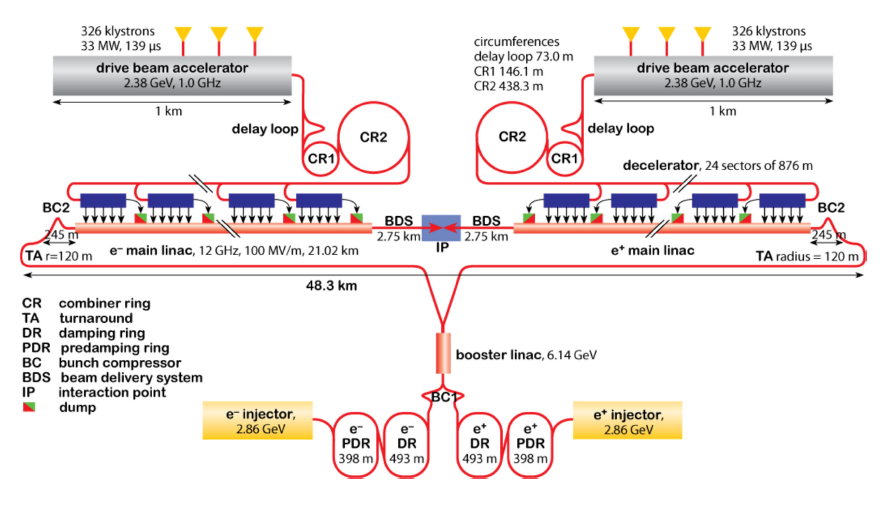 326 klystrons
33 MW, 139 μs
drive beam accelerator
2.38 GeV, 1.0 GHz
1 km
delay loop
CR1
CR2
circumferences
delay loop 73.0 m
CR1 146.1 m
CR2 438.3 m
326 klystrons
33 MW, 139 μs
drive beam accelerator
2.38 GeV, 1.0 GHz
1 km
CR2
CR1
delay loop
decelerator, 24 sectors of 876 m
BC2
245 m
TA r=120 m
e⁻ main linac, 12 GHz, 100 MV/m, 21.02 km
BDS
2.75 km
IP
BDS
2.75 km
e⁺ main linac
BC2
245 m
TA radius = 120 m
48.3 km
CR combiner ring
TA turnaround
DR damping ring
PDR predamping ring
BC bunch compressor
BDS beam delivery system
IP interaction point
dump
booster linac, 6.14 GeV
BC1
e⁻ injector,
2.86 GeV
e⁻
PDR
398 m
e⁻
DR
493 m
e⁺
DR
493 m
e⁺
PDR
398 m
e⁺ injector,
2.86 GeV